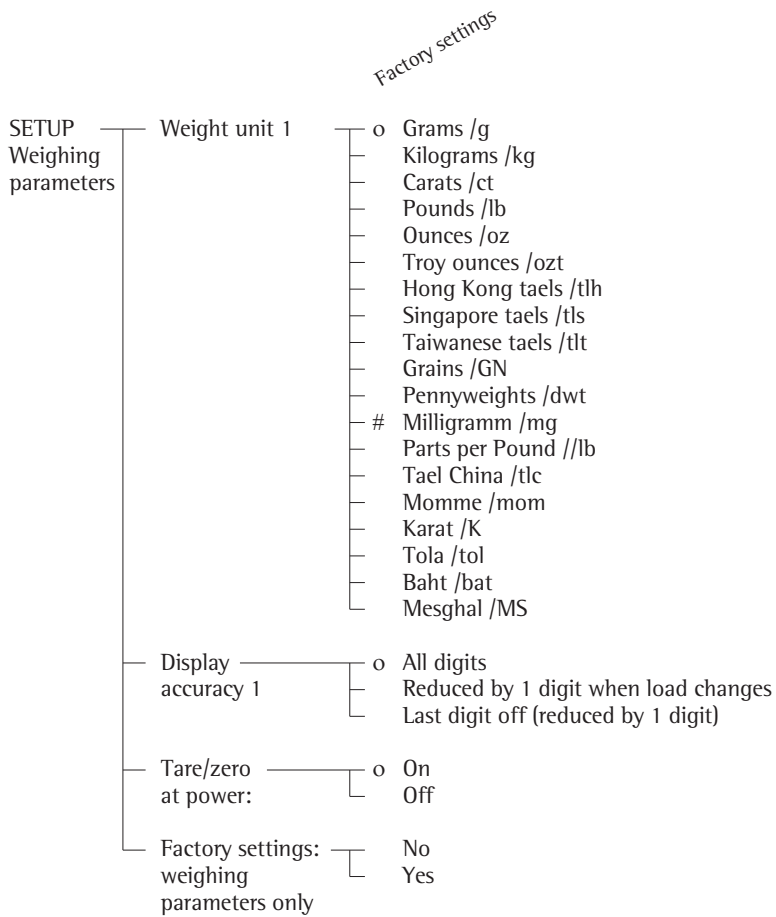 Factory settings
SETUP Weight unit 1 o Grams /g
Weighing Kilograms /kg
parameters Carats /ct
Pounds /lb
Ounces /oz
Troy ounces /ozt
Hong Kong taels /tlh
Singapore taels /tls
Taiwanese taels /tlt
Grains /GN
Pennyweights /dwt
# Milligramm /mg
Parts per Pound //lb
Tael China /tlc
Momme /mom
Karat /K
Tola /tol
Baht /bat
Mesghal /MS
Display o All digits
accuracy 1 Reduced by 1 digit when load changes
Last digit off (reduced by 1 digit)
Tare/zero o On
at power: Off
Factory settings: No
weighing Yes
parameters only